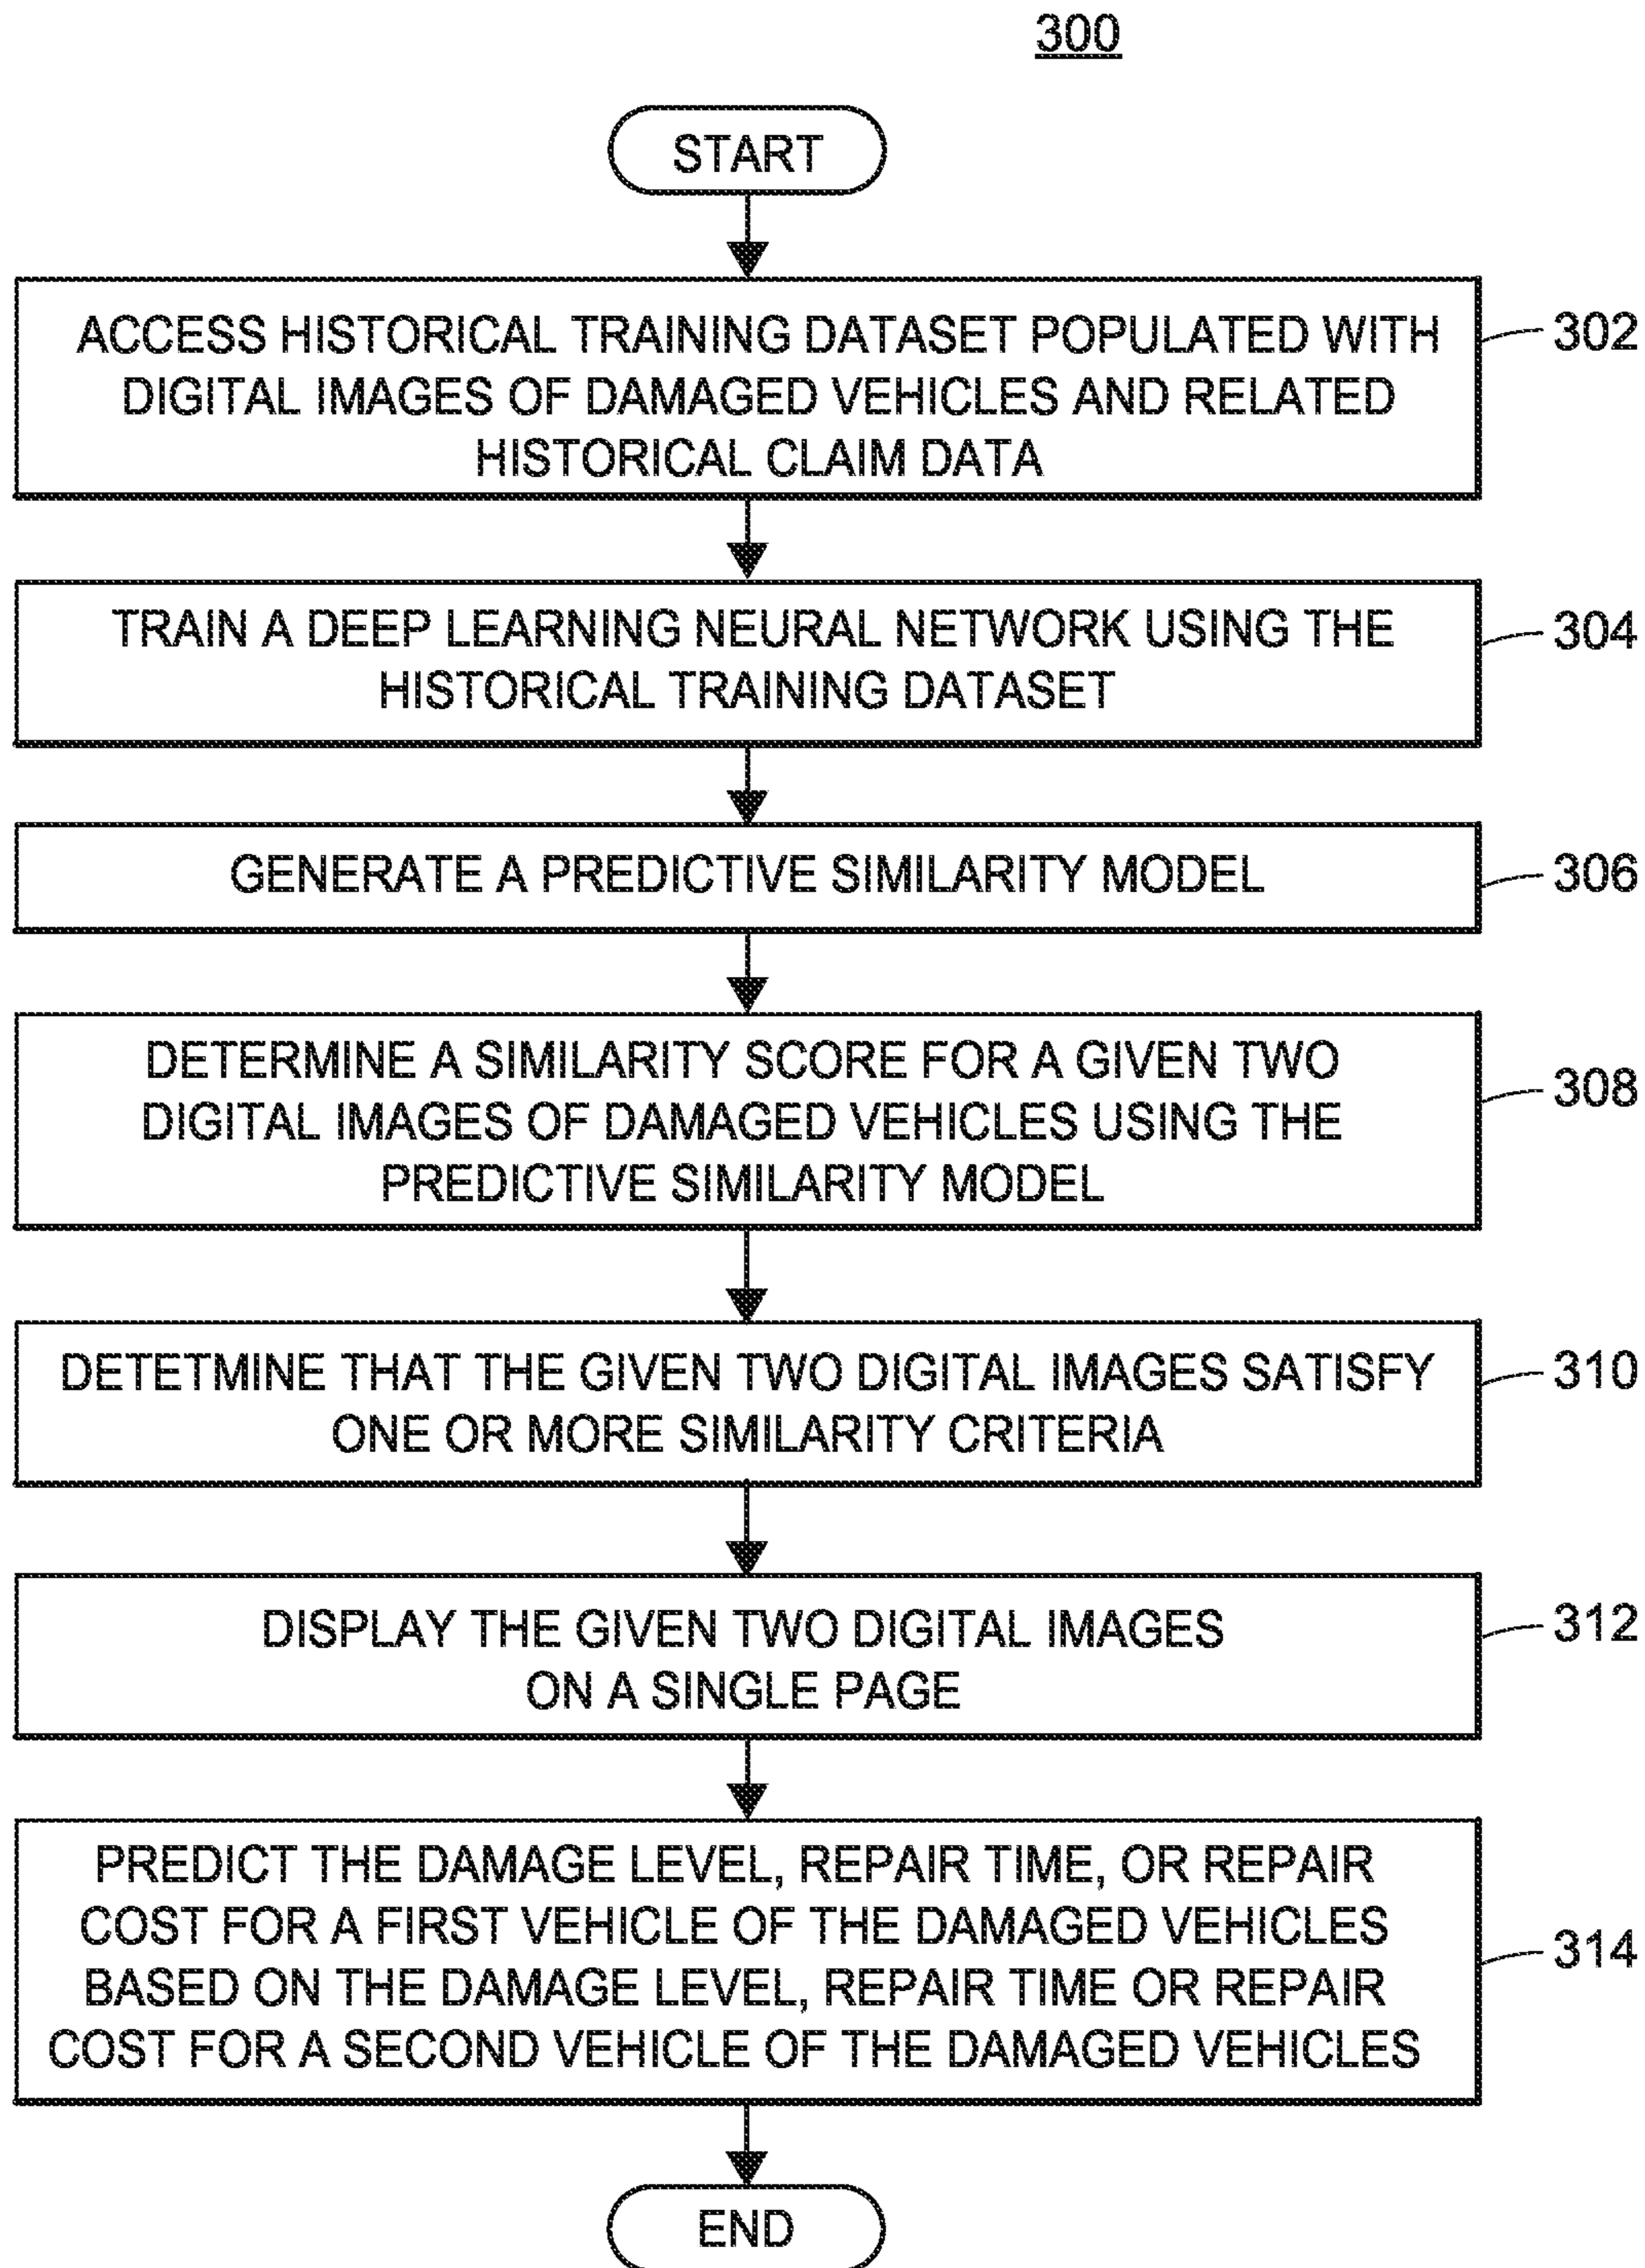 300
START
ACCESS HISTORICAL TRAINING DATASET POPULATED WITH
DIGITAL IMAGES OF DAMAGED VEHICLES AND RELATED
HISTORICAL CLAIM DATA
302
TRAIN A DEEP LEARNING NEURAL NETWORK USING THE
HISTORICAL TRAINING DATASET
304
GENERATE A PREDICTIVE SIMILARITY MODEL
306
DETERMINE A SIMILARITY SCORE FOR A GIVEN TWO
DIGITAL IMAGES OF DAMAGED VEHICLES USING THE
PREDICTIVE SIMILARITY MODEL
308
DETETMINE THAT THE GIVEN TWO DIGITAL IMAGES SATISFY
ONE OR MORE SIMILARITY CRITERIA
310
DISPLAY THE GIVEN TWO DIGITAL IMAGES
ON A SINGLE PAGE
312
PREDICT THE DAMAGE LEVEL, REPAIR TIME, OR REPAIR
COST FOR A FIRST VEHICLE OF THE DAMAGED VEHICLES
BASED ON THE DAMAGE LEVEL, REPAIR TIME OR REPAIR
COST FOR A SECOND VEHICLE OF THE DAMAGED VEHICLES
314
END